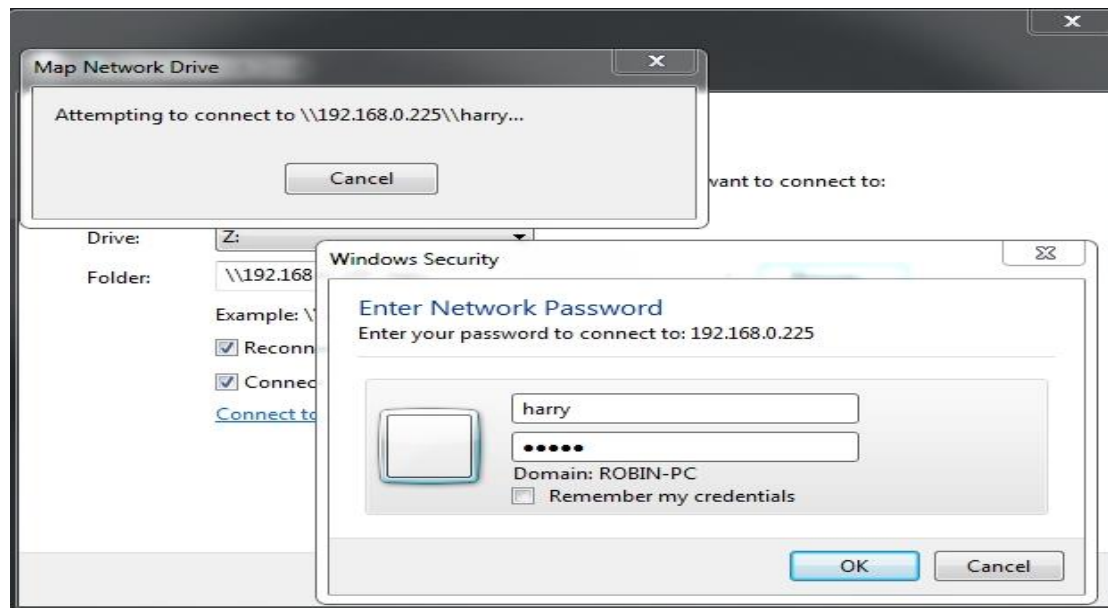 Map Network Drive
Attempting to connect to \\192.168.0.225\\harry...
Cancel
want to connect to:
Drive:
Z:
Folder:
\\192.168
Windows Security
Example: \
Enter Network Password
Enter your password to connect to: 192.168.0.225
Reconn
Connec
Connect to
harry
•••••
Domain: ROBIN-PC
Remember my credentials
OK
Cancel